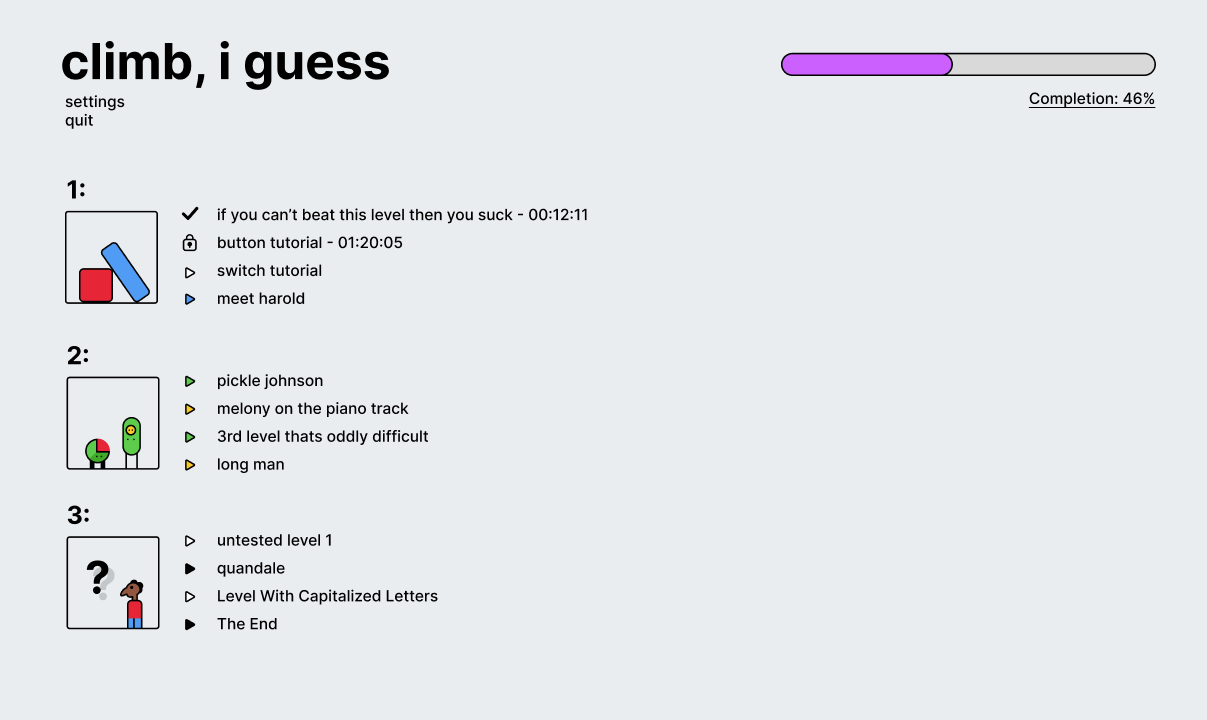 climb, i guess
settings
quit
Completion: 46%
1:
if you can’t beat this level then you suck - 00:12:11
button tutorial - 01:20:05
switch tutorial
meet harold
2:
pickle johnson
melony on the piano track
3rd level thats oddly difficult
long man
3:
?
untested level 1
quandale
Level With Capitalized Letters
The End